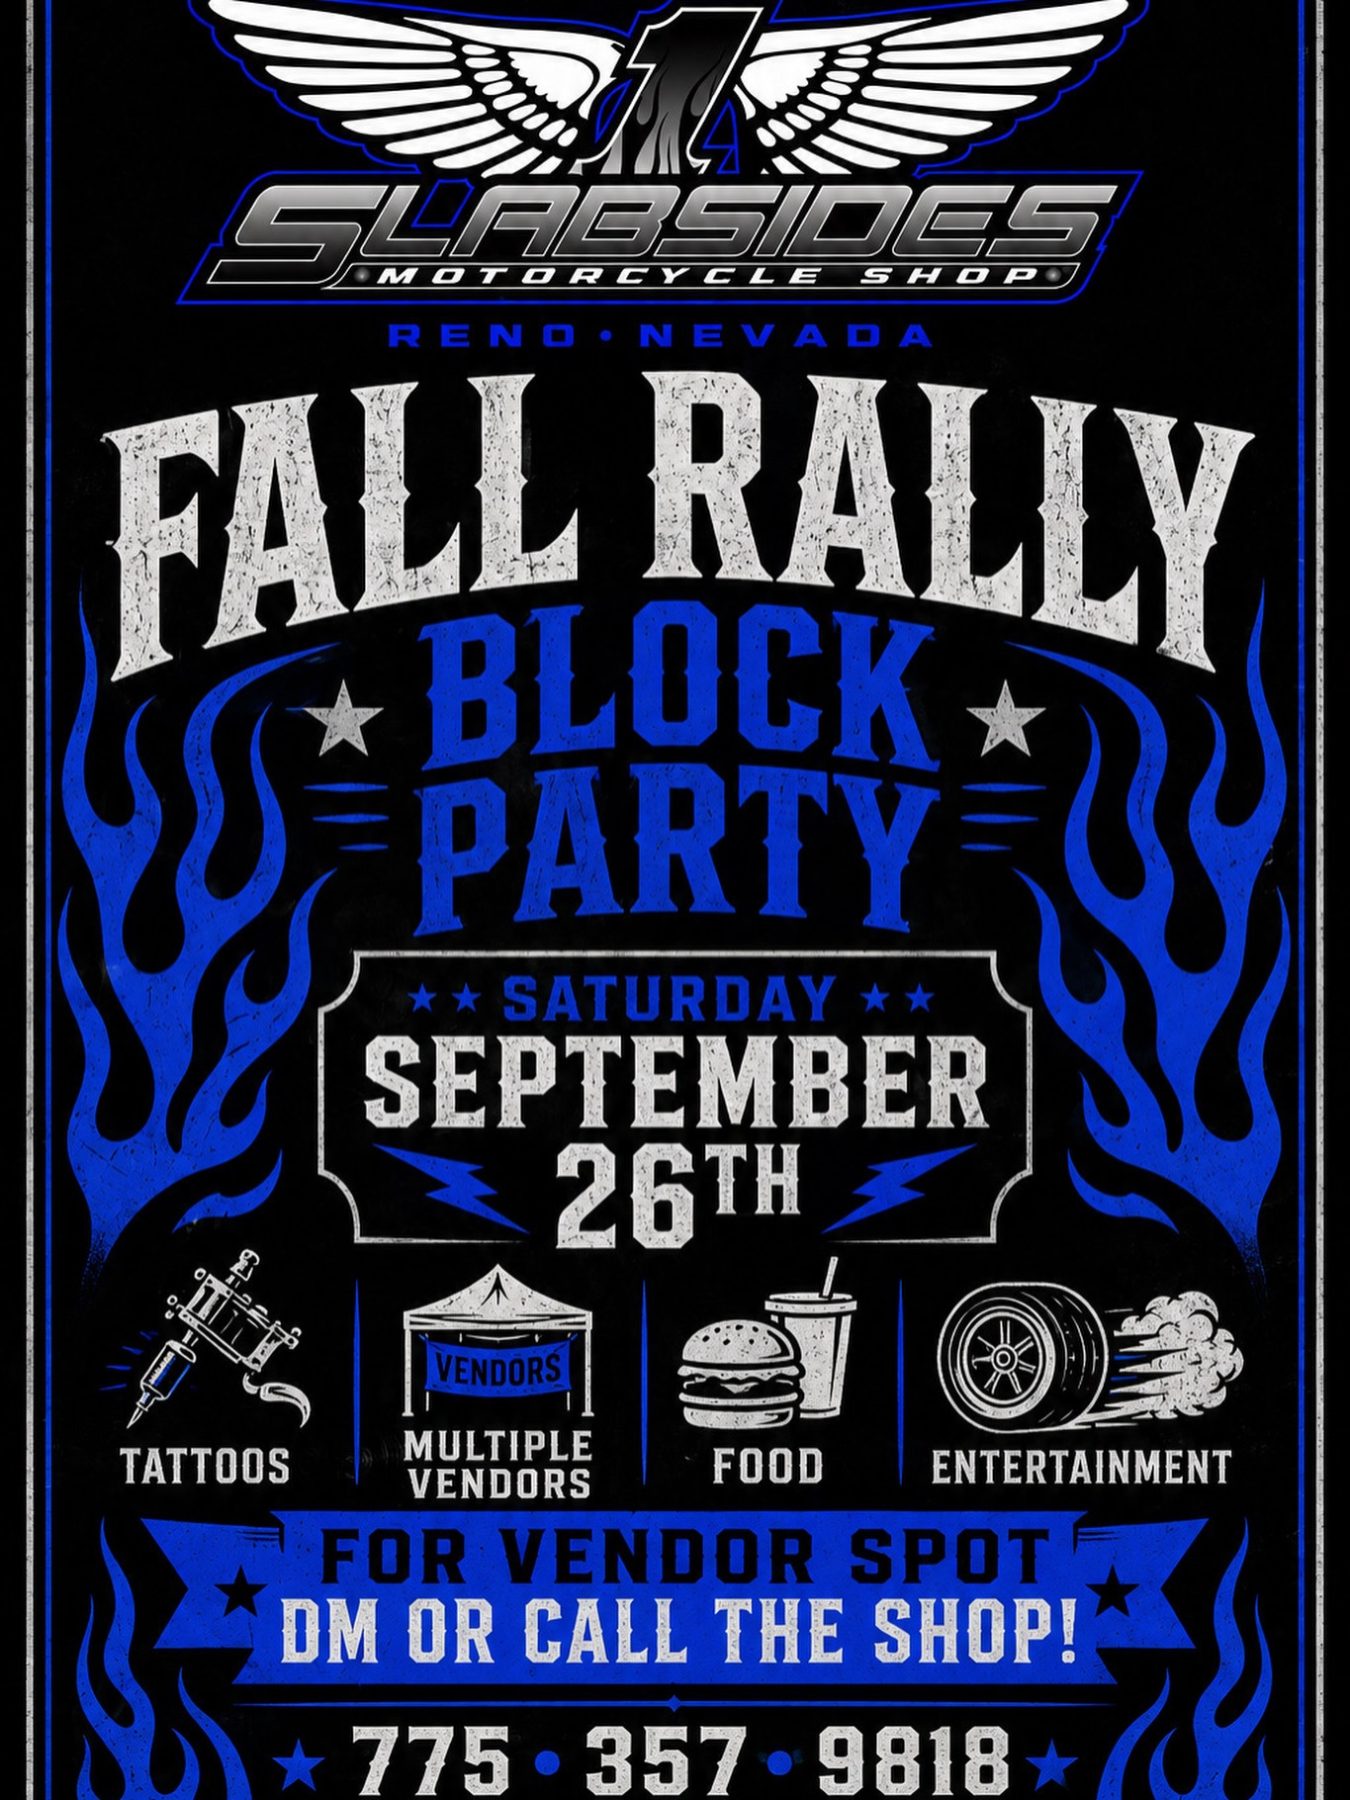 1
SLABSIDES
MOTORCYCLE SHOP
RENO • NEVADA
FALL RALLY
BLOCK
PARTY
SATURDAY
SEPTEMBER
26TH
VENDORS
TATTOOS
MULTIPLE
VENDORS
FOOD
ENTERTAINMENT
FOR VENDOR SPOT
DM OR CALL THE SHOP!
775 • 357 • 9818